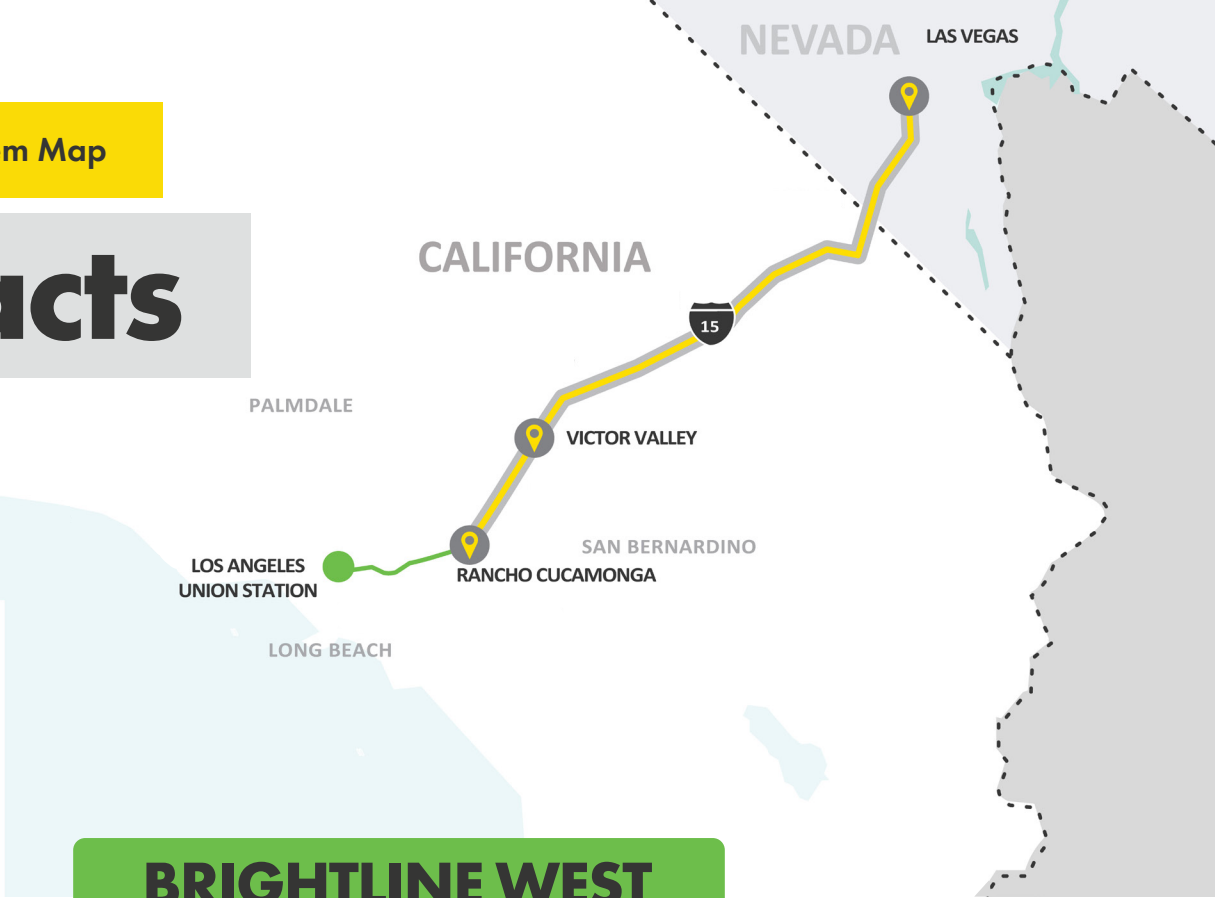 NEVADA
LAS VEGAS
m Map
acts
CALIFORNIA
15
PALMDALE
VICTOR VALLEY
SAN BERNARDINO
LOS ANGELES
UNION STATION
RANCHO CUCAMONGA
LONG BEACH
BRIGHTLINE WEST